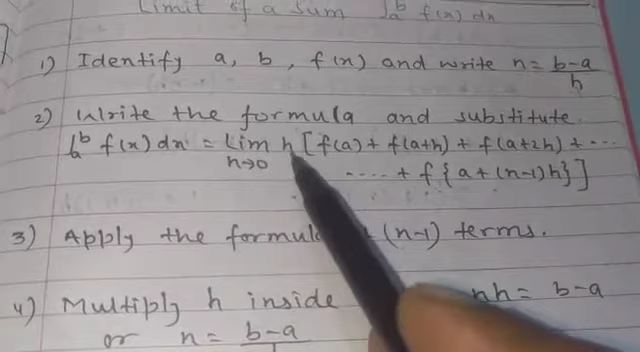 Limit of a sum ∫ₐᵇ f(x) dx
1) Identify a, b, f(x) and write n = (b-a)/h
2) Write the formula and substitute.
∫ₐᵇ f(x) dx = lim h→0 h [f(a) + f(a+h) + f(a+2h) + ....
.... + f{a+(n-1)h}]
3) Apply the formula (n-1) terms.
4) Multiply h inside nh = b-a
or n = b-a